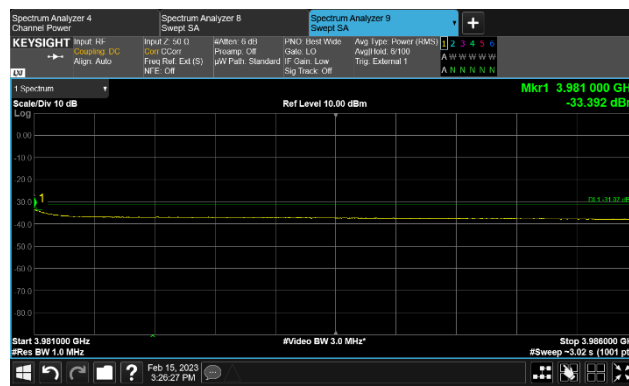 Spectrum Analyzer 4
Channel Power
Spectrum Analyzer 8
Swept SA
Spectrum Analyzer 9
Swept SA
KEYSIGHT
Input: RF
Coupling: DC
Align: Auto
Input Z: 50 Ω
Corr CCorr
Freq Ref: Ext (S)
NFE: Off
#Atten: 6 dB
Preamp: Off
µW Path: Standard
PNO: Best Wide
Gate: LO
IF Gain: Low
Sig Track: Off
Avg Type: Power (RMS)
Avg|Hold: 6/100
Trig: External 1
1 2 3 4 5 6
A W W W W W
A N N N N N
LXI
1 Spectrum
Scale/Div 10 dB
Log
Ref Level 10.00 dBm
Mkr1 3.981 000 GH
-33.392 dB
0.00
-10.0
-20.0
-30.0
-40.0
-50.0
-60.0
-70.0
-80.0
1
Start 3.981000 GHz
#Res BW 1.0 MHz
#Video BW 3.0 MHz*
Stop 3.986000 G
#Sweep ~3.02 s (1001 pt
?
Feb 15, 2023
3:26:27 PM